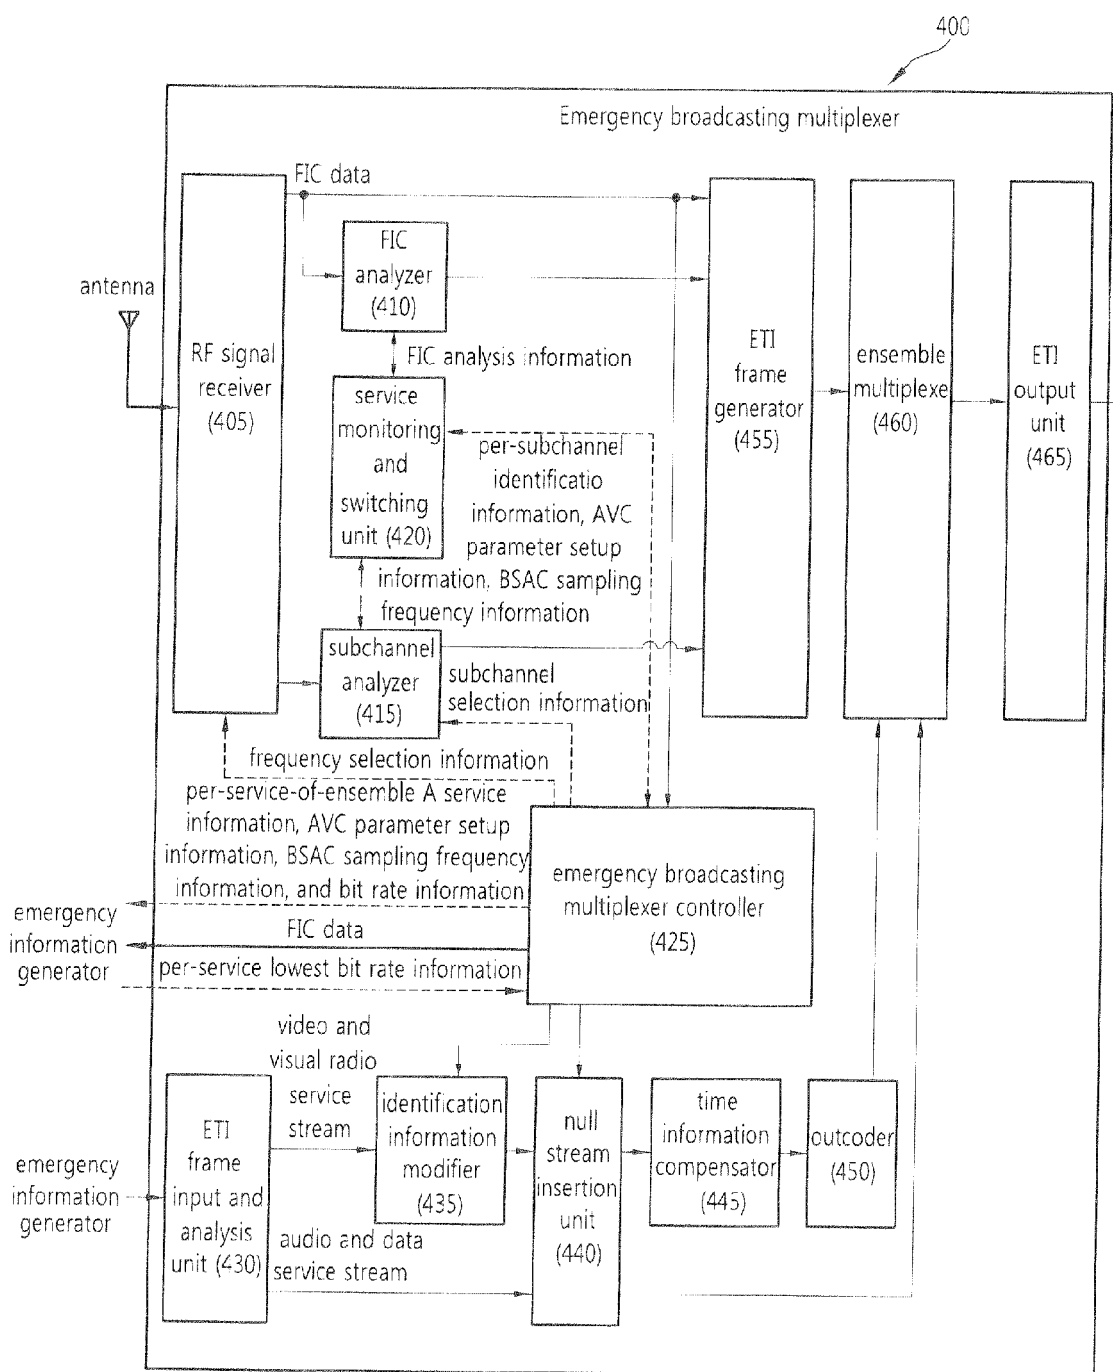 400
Emergency broadcasting multiplexer
FIC data
FIC
analyzer
(410)
antenna
RF signal
receiver
(405)
FIC analysis information
service
monitoring
and
switching
unit (420)
per-subchannel
identificatio
information, AVC
parameter setup
information, BSAC sampling
frequency information
ETI
frame
generator
(455)
ensemble
multiplexe
(460)
ETI
output
unit
(465)
subchannel
analyzer
(415)
subchannel
selection information
frequency selection information
per-service-of-ensemble A service
information, AVC parameter setup
information, BSAC sampling frequency
information, and bit rate information
emergency broadcasting
multiplexer controller
(425)
emergency
information
generator
FIC data
per-service lowest bit rate information
video and
visual radio
service
stream
ETI
frame
input and
analysis
unit (430)
identification
information
modifier
(435)
null
stream
insertion
unit
(440)
time
information
compensator
(445)
outcoder
(450)
emergency
information
generator
audio and data
service stream